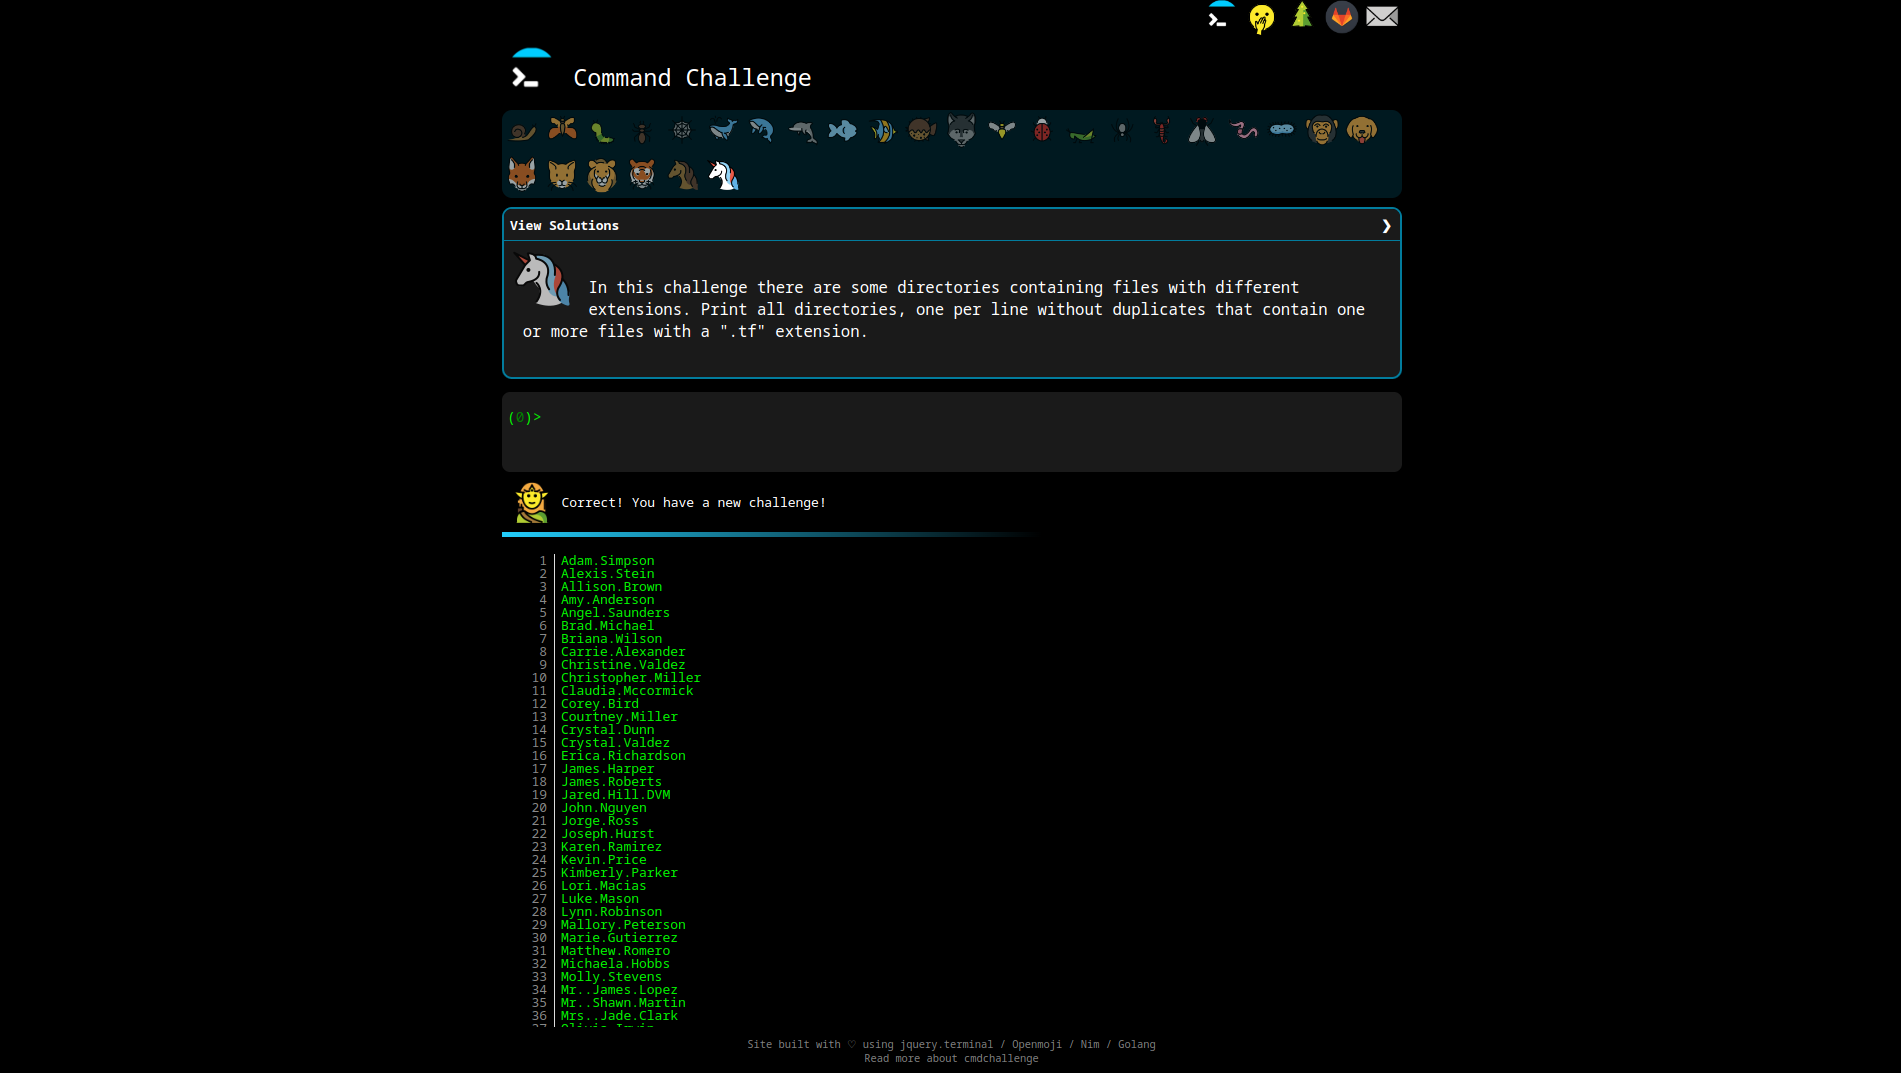 Command Challenge
View Solutions ❯
In this challenge there are some directories containing files with different
extensions. Print all directories, one per line without duplicates that contain one
or more files with a ".tf" extension.
(0)>
Correct! You have a new challenge!
1 Adam.Simpson
2 Alexis.Stein
3 Allison.Brown
4 Amy.Anderson
5 Angel.Saunders
6 Brad.Michael
7 Briana.Wilson
8 Carrie.Alexander
9 Christine.Valdez
10 Christopher.Miller
11 Claudia.Mccormick
12 Corey.Bird
13 Courtney.Miller
14 Crystal.Dunn
15 Crystal.Valdez
16 Erica.Richardson
17 James.Harper
18 James.Roberts
19 Jared.Hill.DVM
20 John.Nguyen
21 Jorge.Ross
22 Joseph.Hurst
23 Karen.Ramirez
24 Kevin.Price
25 Kimberly.Parker
26 Lori.Macias
27 Luke.Mason
28 Lynn.Robinson
29 Mallory.Peterson
30 Marie.Gutierrez
31 Matthew.Romero
32 Michaela.Hobbs
33 Molly.Stevens
34 Mr..James.Lopez
35 Mr..Shawn.Martin
36 Mrs..Jade.Clark
Site built with ♡ using jquery.terminal / Openmoji / Nim / Golang
Read more about cmdchallenge